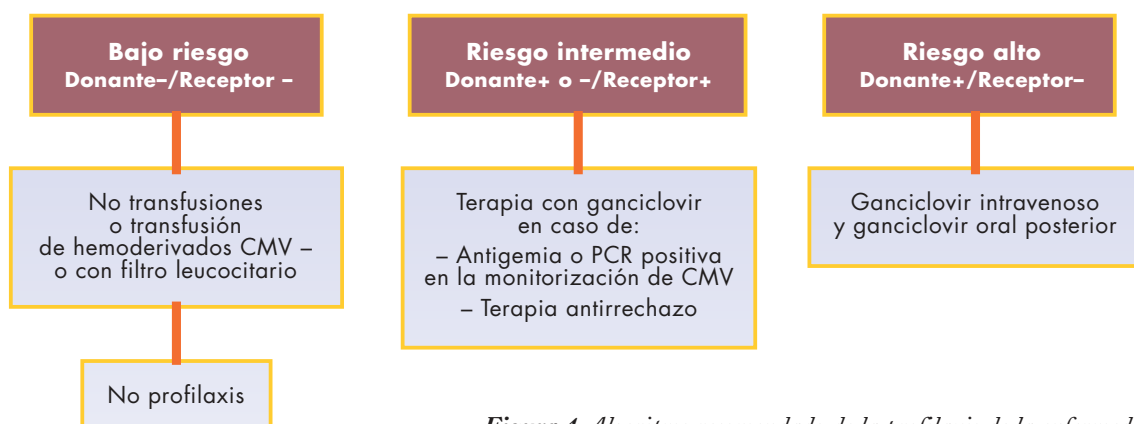 Bajo riesgo
Donante–/Receptor –
No transfusiones
o transfusión
de hemoderivados CMV –
o con filtro leucocitario
No profilaxis
Riesgo intermedio
Donante+ o –/Receptor+
Terapia con ganciclovir
en caso de:
– Antigemia o PCR positiva
en la monitorización de CMV
– Terapia antirrechazo
Riesgo alto
Donante+/Receptor–
Ganciclovir intravenoso
y ganciclovir oral posterior